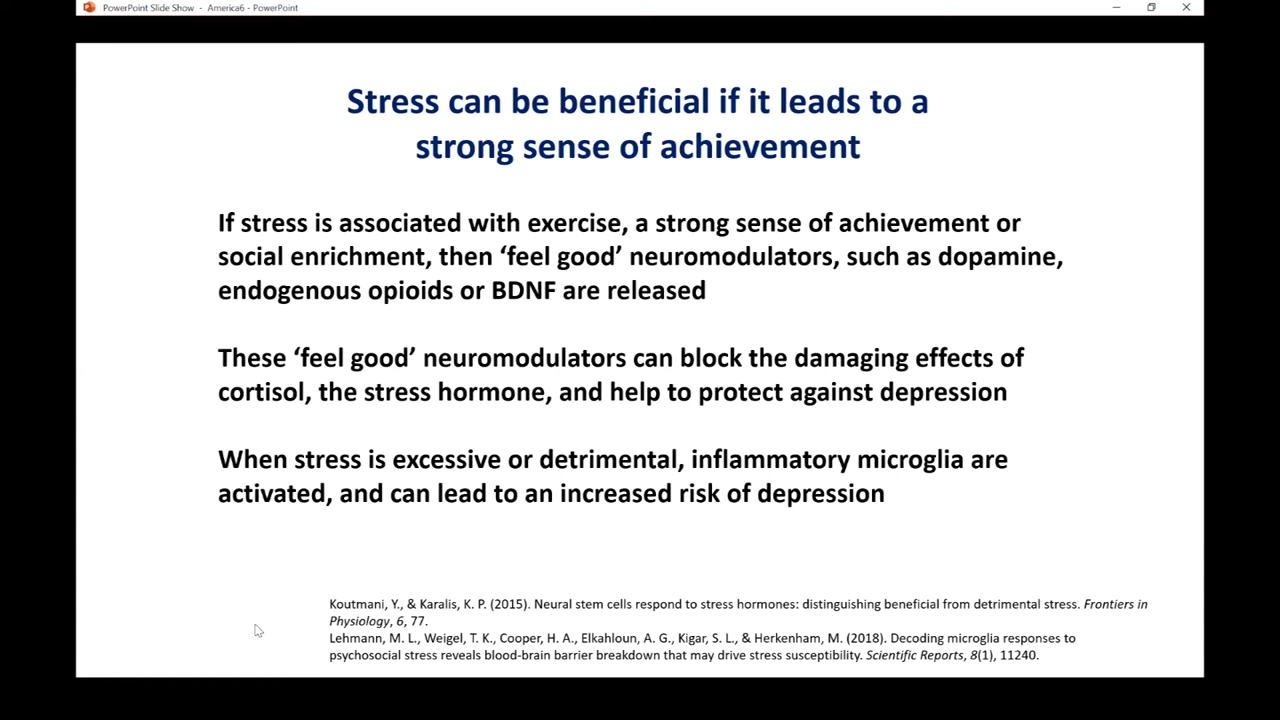 PowerPoint Slide Show - America6 - PowerPoint
Stress can be beneficial if it leads to a
strong sense of achievement
If stress is associated with exercise, a strong sense of achievement or
social enrichment, then ‘feel good’ neuromodulators, such as dopamine,
endogenous opioids or BDNF are released
These ‘feel good’ neuromodulators can block the damaging effects of
cortisol, the stress hormone, and help to protect against depression
When stress is excessive or detrimental, inflammatory microglia are
activated, and can lead to an increased risk of depression
Koutmani, Y., & Karalis, K. P. (2015). Neural stem cells respond to stress hormones: distinguishing beneficial from detrimental stress. Frontiers in
Physiology, 6, 77.
Lehmann, M. L., Weigel, T. K., Cooper, H. A., Elkahloun, A. G., Kigar, S. L., & Herkenham, M. (2018). Decoding microglia responses to
psychosocial stress reveals blood-brain barrier breakdown that may drive stress susceptibility. Scientific Reports, 8(1), 11240.